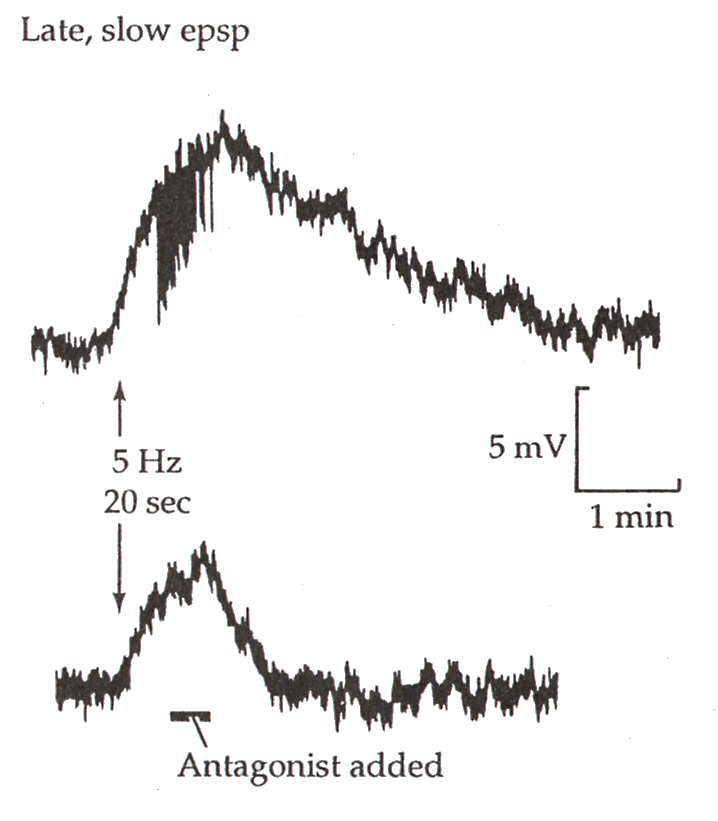 Late, slow epsp
5 Hz
20 sec
5 mV
1 min
Antagonist added